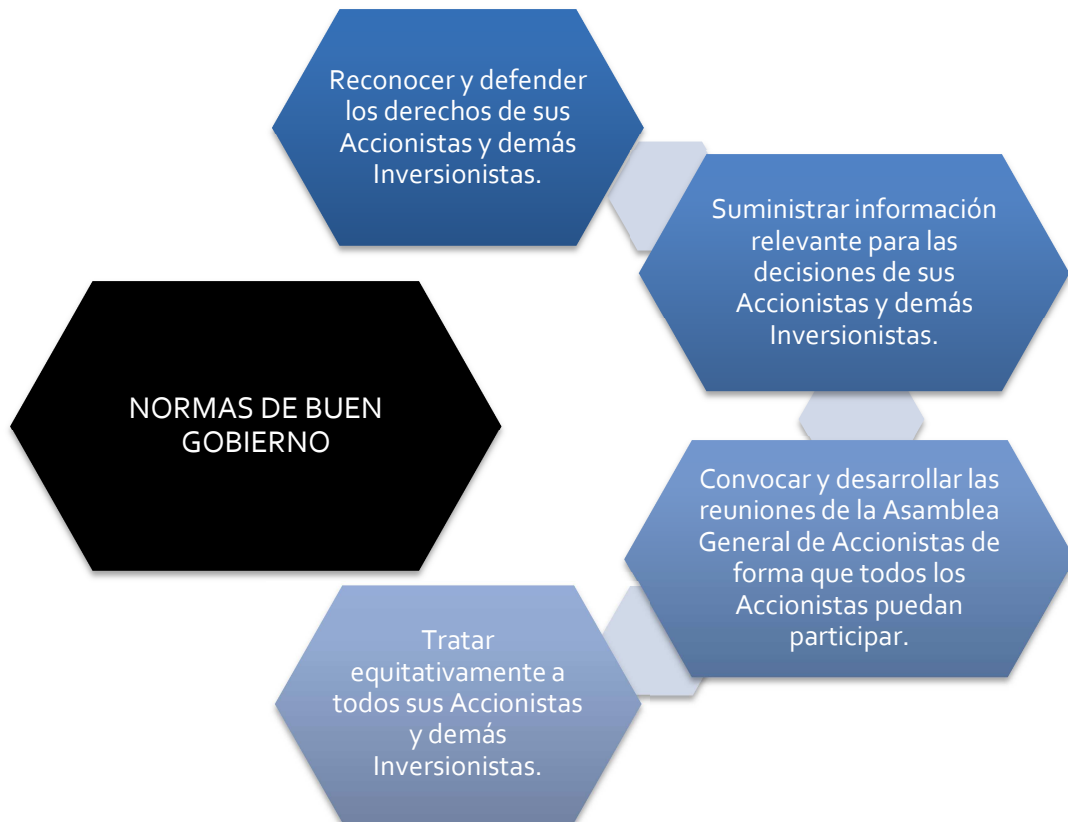 Reconocer y defender
los derechos de sus
Accionistas y demás
Inversionistas.
Suministrar información
relevante para las
decisiones de sus
Accionistas y demás
Inversionistas.
NORMAS DE BUEN
GOBIERNO
Convocar y desarrollar las
reuniones de la Asamblea
General de Accionistas de
forma que todos los
Accionistas puedan
participar.
Tratar
equitativamente a
todos sus Accionistas
y demás
Inversionistas.